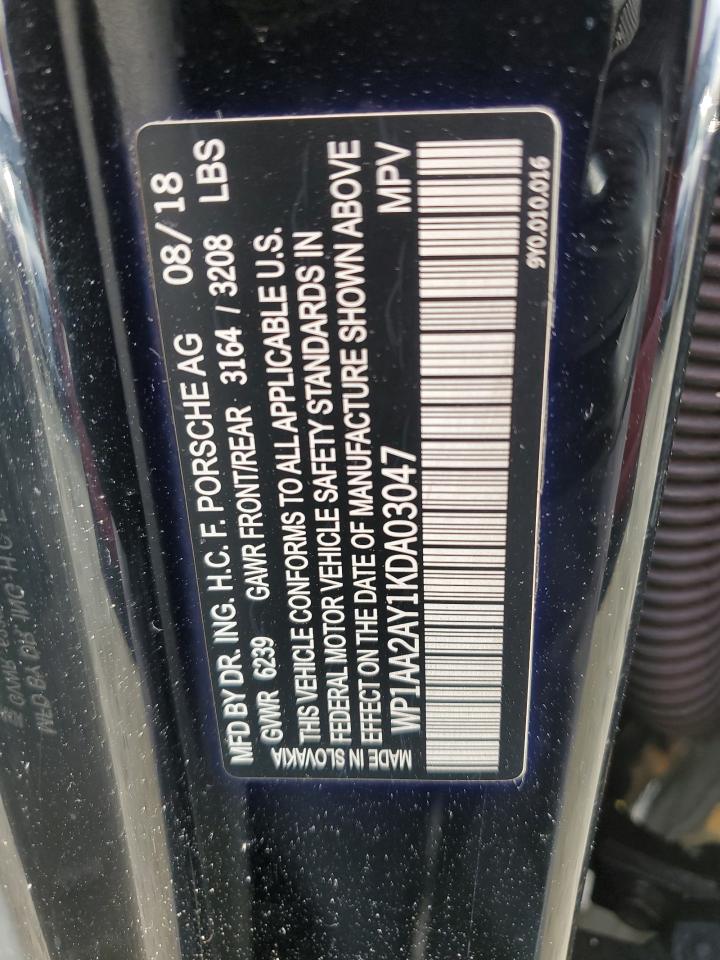 MFD BY DR. ING. H.C. F. PORSCHE AG 08/18
GVWR 6239 GAWR FRONT/REAR 3164 / 3208 LBS
THIS VEHICLE CONFORMS TO ALL APPLICABLE U.S.
FEDERAL MOTOR VEHICLE SAFETY STANDARDS IN
EFFECT ON THE DATE OF MANUFACTURE SHOWN ABOVE
WP1AA2AY1KDA03047 MPV
MADE IN SLOVAKIA
9Y0.010.016